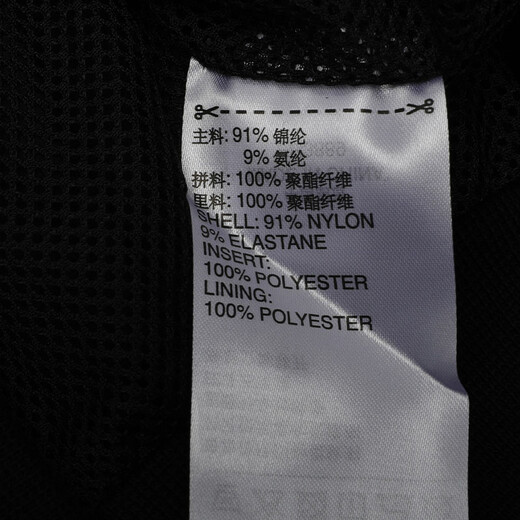 主料: 91% 锦纶
9% 氨纶
拼料: 100% 聚酯纤维
里料: 100% 聚酯纤维
SHELL: 91% NYLON
9% ELASTANE
INSERT:
100% POLYESTER
LINING:
100% POLYESTER